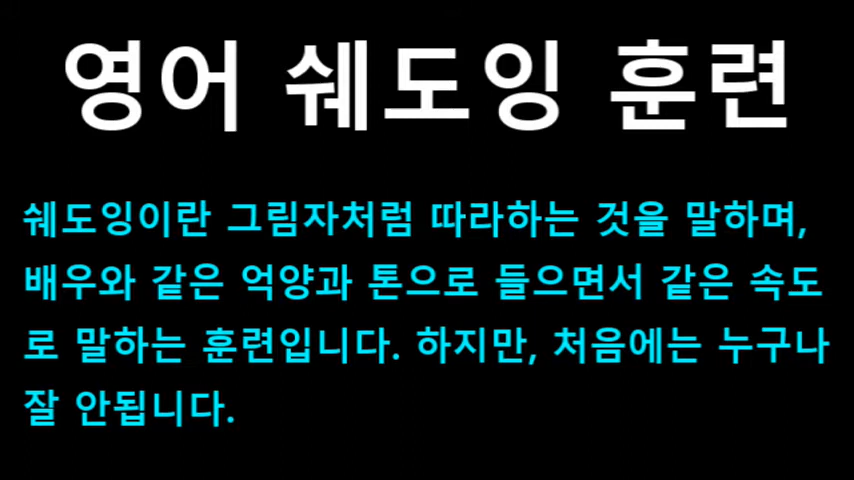 영어 쉐도잉 훈련
쉐도잉이란 그림자처럼 따라하는 것을 말하며,
배우와 같은 억양과 톤으로 들으면서 같은 속도
로 말하는 훈련입니다. 하지만, 처음에는 누구나
잘 안됩니다.